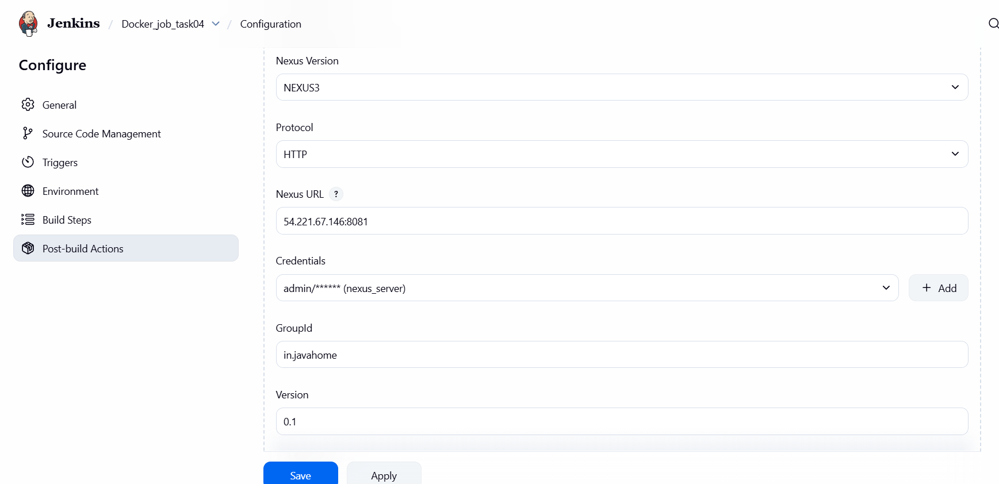 Jenkins / Docker_job_task04 / Configuration
Configure
General
Source Code Management
Triggers
Environment
Build Steps
Post-build Actions
Nexus Version
NEXUS3
Protocol
HTTP
Nexus URL ?
54.221.67.146:8081
Credentials
admin/****** (nexus_server)
+ Add
GroupId
in.javahome
Version
0.1
Save
Apply